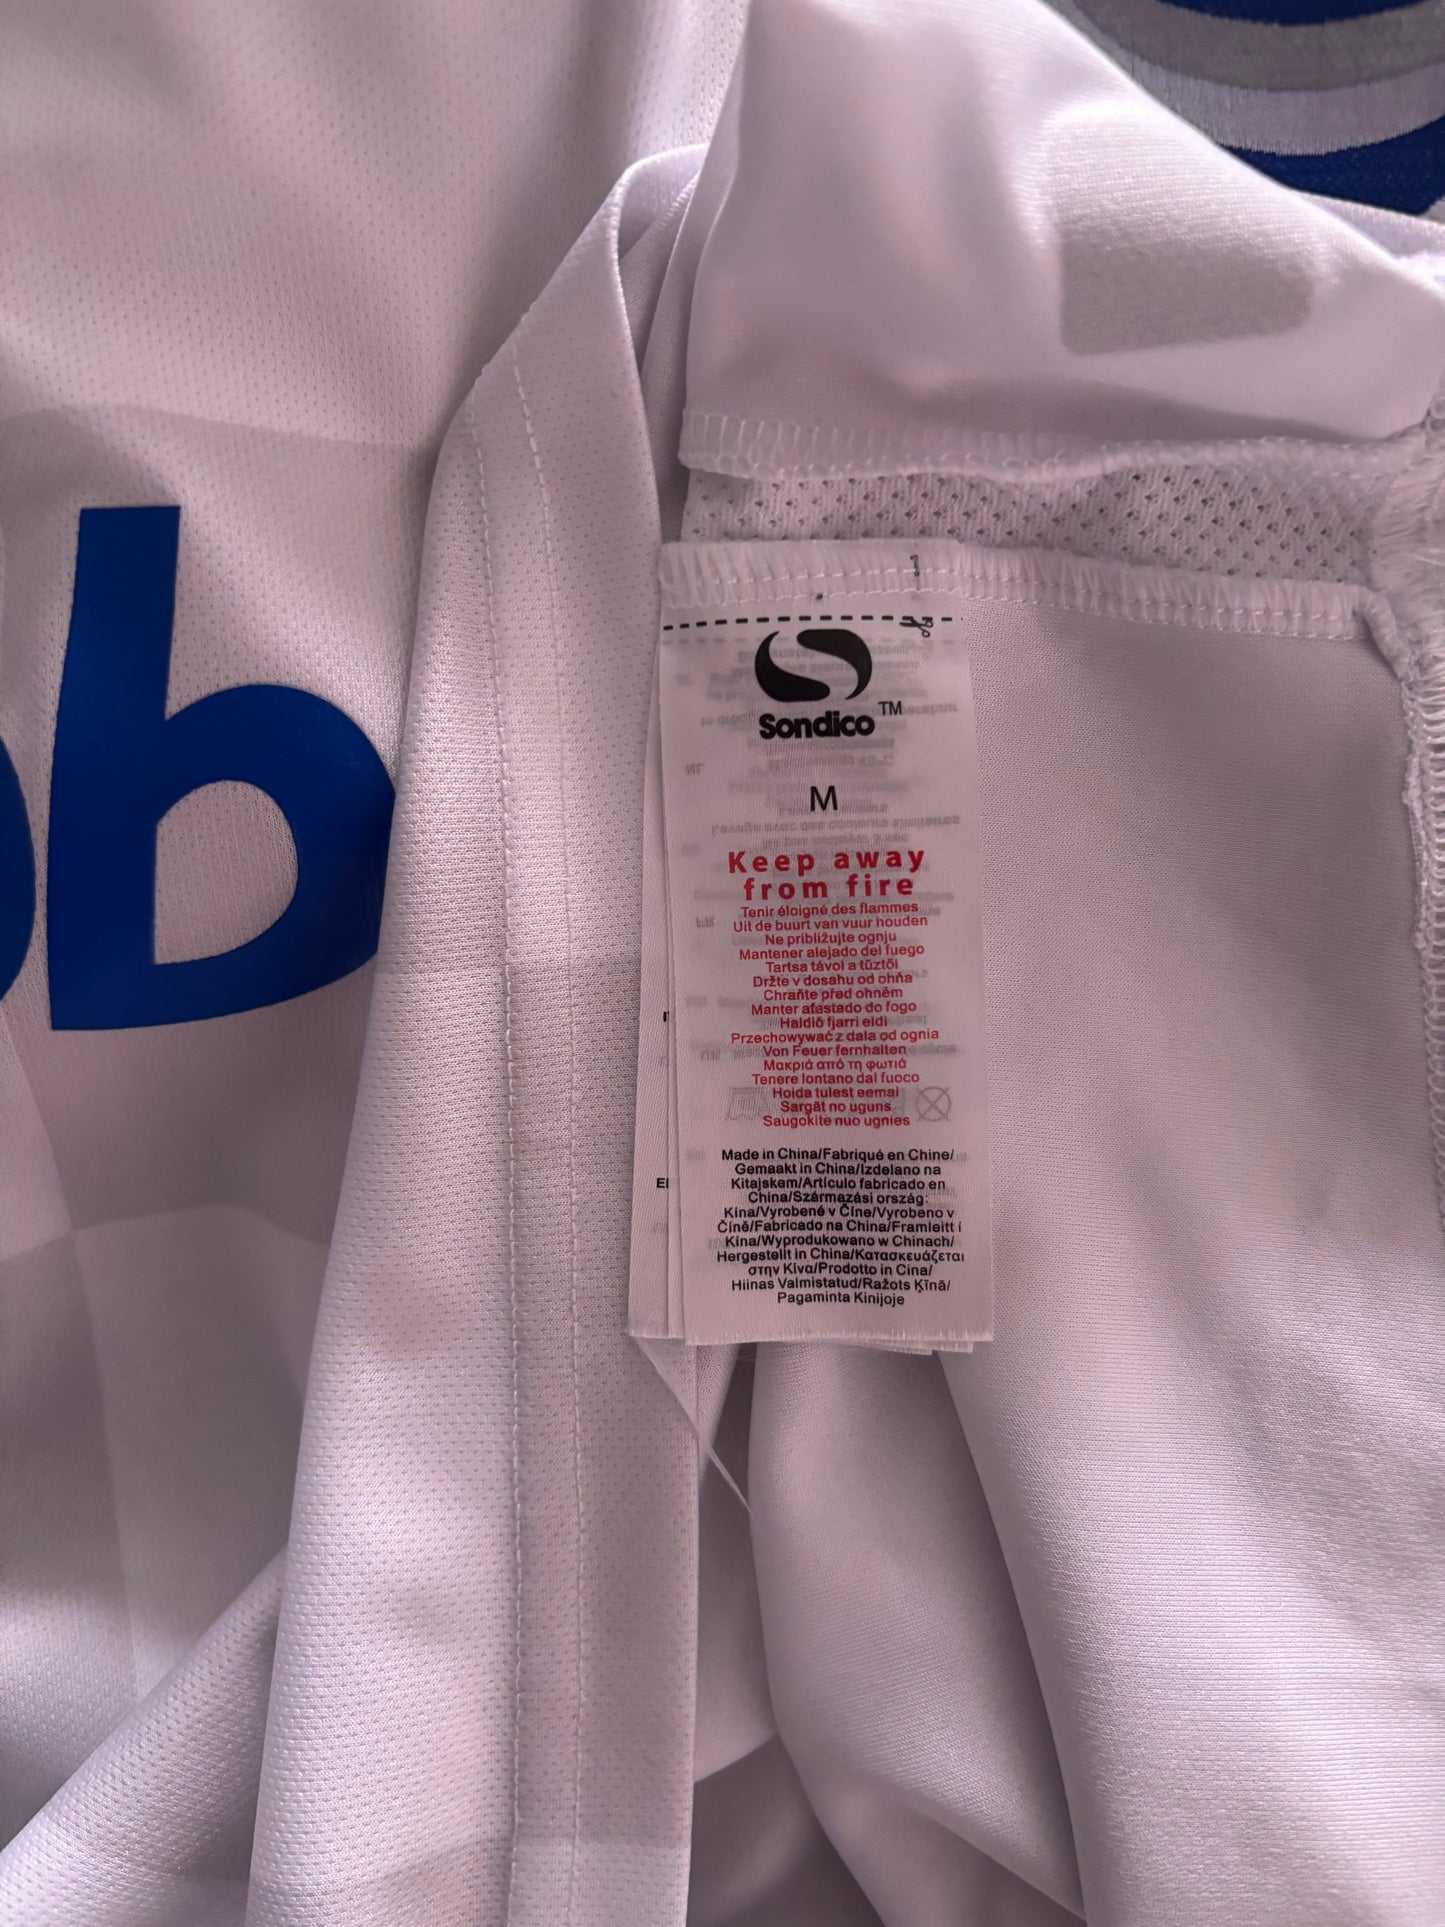 b
1
Sondico™
M
Keep away
from fire
Tenir éloigné des flammes
Uit de buurt van vuur houden
Ne približujte ognju
Mantener alejado del fuego
Tartsa távol a tűztől
Držte v dosahu od ohňa
Chraňte před ohněm
Manter afastado do fogo
Haldið fjarri eldi
Przechowywać z dala od ognia
Von Feuer fernhalten
Μακριά από τη φωτιά
Tenere lontano dal fuoco
Hoida tulest eemal
Sargāt no uguns
Saugokite nuo ugnies
Made in China/Fabriqué en Chine/
Gemaakt in China/Izdelano na
Kitajskem/Artículo fabricado en
China/Származási ország:
Kína/Vyrobené v Číne/Vyrobeno v
Číně/Fabricado na China/Framleitt í
Kína/Wyprodukowano w Chinach/
Hergestellt in China/Κατασκευάζεται
στην Κίνα/Prodotto in Cina/
Hiinas Valmistatud/Ražots Ķīnā/
Pagaminta Kinijoje